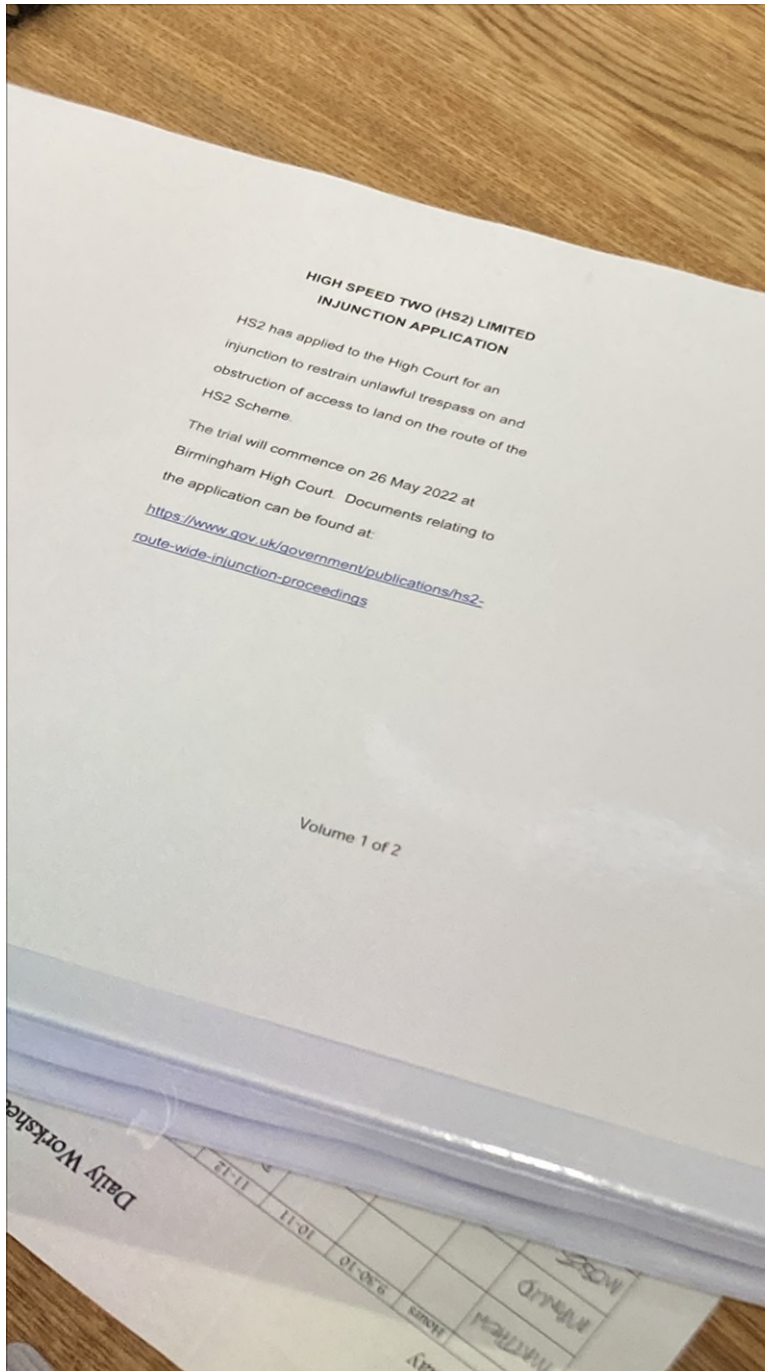 HIGH SPEED TWO (HS2) LIMITED
INJUNCTION APPLICATION
HS2 has applied to the High Court for an
injunction to restrain unlawful trespass on and
obstruction of access to land on the route of the
HS2 Scheme.
The trial will commence on 26 May 2022 at
Birmingham High Court. Documents relating to
the application can be found at:
https://www.gov.uk/government/publications/hs2-
route-wide-injunction-proceedings
Volume 1 of 2
Daily
Hours
9.30-10
10-11
11-12